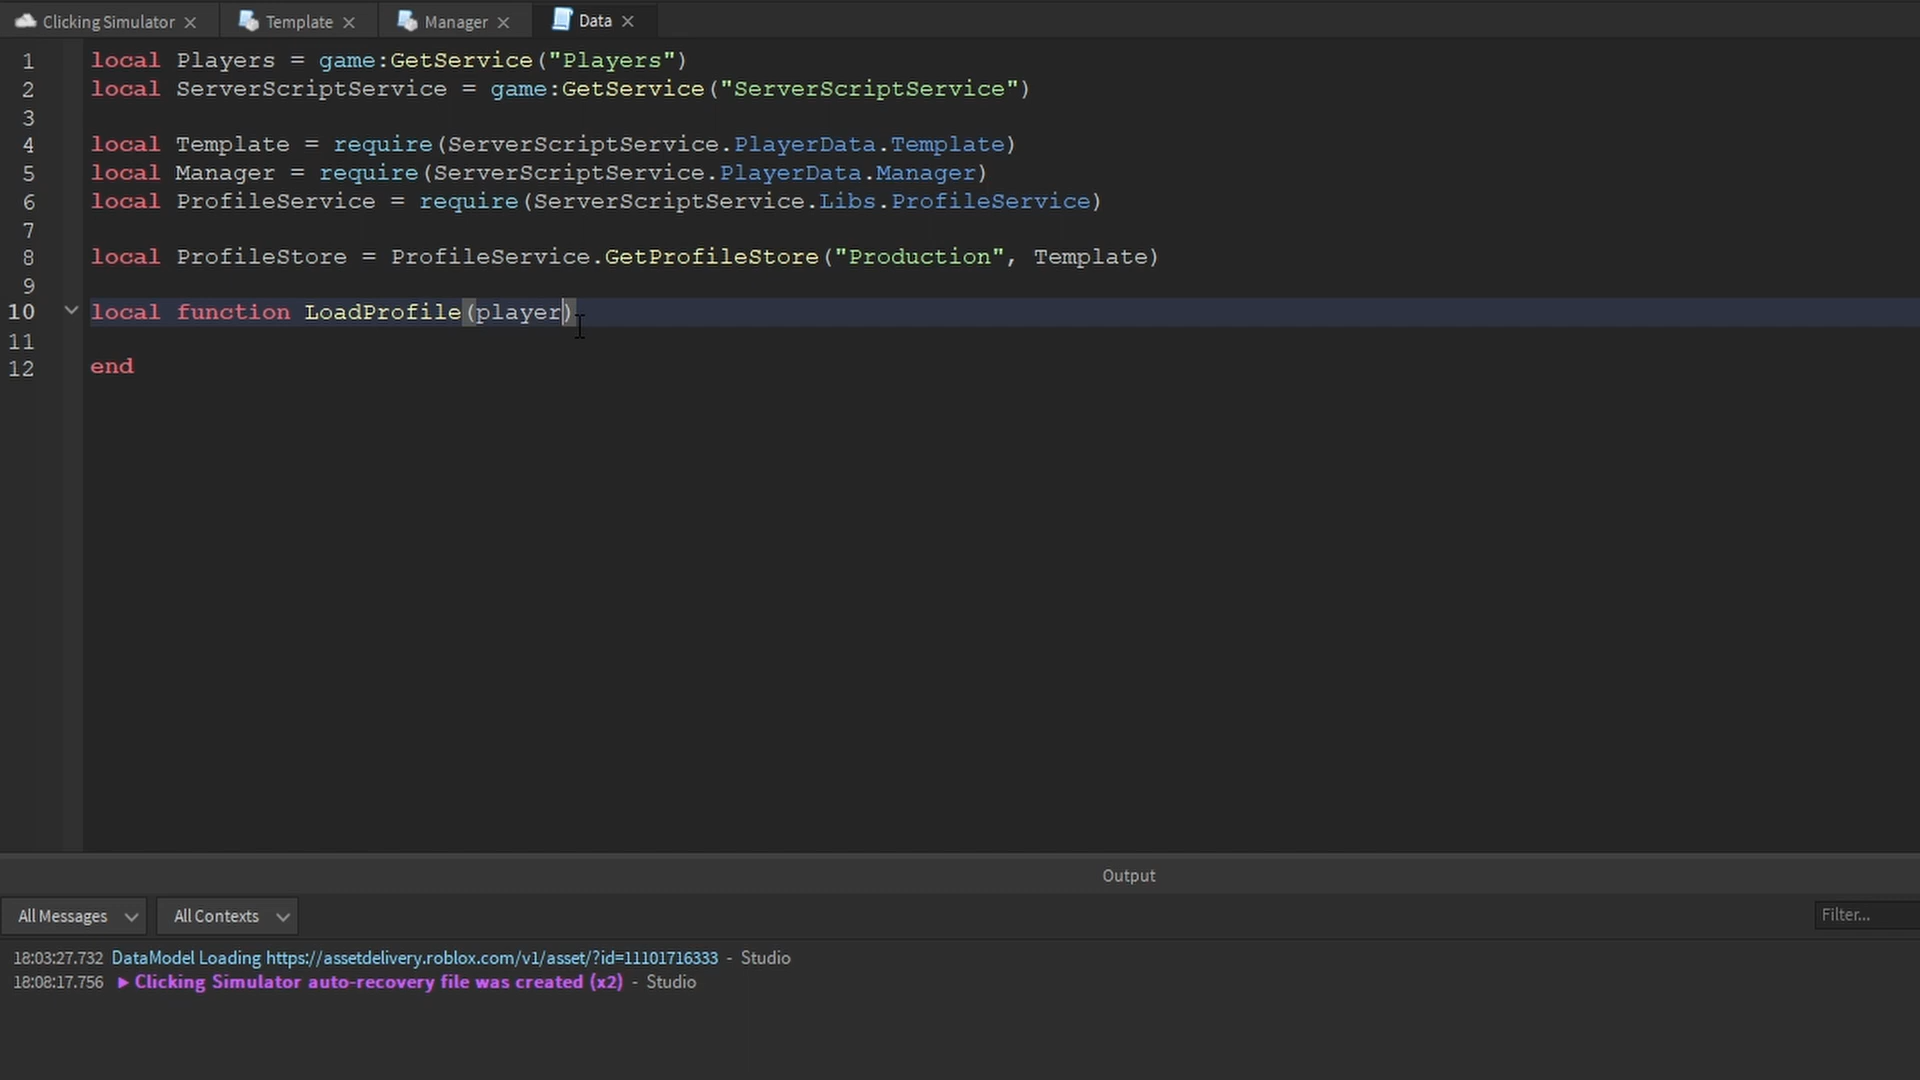 Clicking Simulator × Template × Manager × Data ×
1 local Players = game:GetService("Players")
2 local ServerScriptService = game:GetService("ServerScriptService")
3
4 local Template = require(ServerScriptService.PlayerData.Template)
5 local Manager = require(ServerScriptService.PlayerData.Manager)
6 local ProfileService = require(ServerScriptService.Libs.ProfileService)
7
8 local ProfileStore = ProfileService.GetProfileStore("Production", Template)
9
10 local function LoadProfile(player)
11
12 end
Output
All Messages All Contexts Filter...
18:03:27.732 DataModel Loading https://assetdelivery.roblox.com/v1/asset/?id=11101716333 - Studio
18:08:17.756 ▶ Clicking Simulator auto-recovery file was created (x2) - Studio